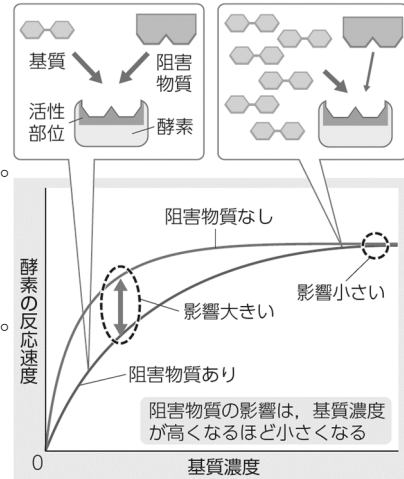 基質
阻害
物質
活性
部位
酵素
阻害物質なし
酵素の反応速度
影響大きい
影響小さい
阻害物質あり
阻害物質の影響は，基質濃度
が高くなるほど小さくなる
0
基質濃度